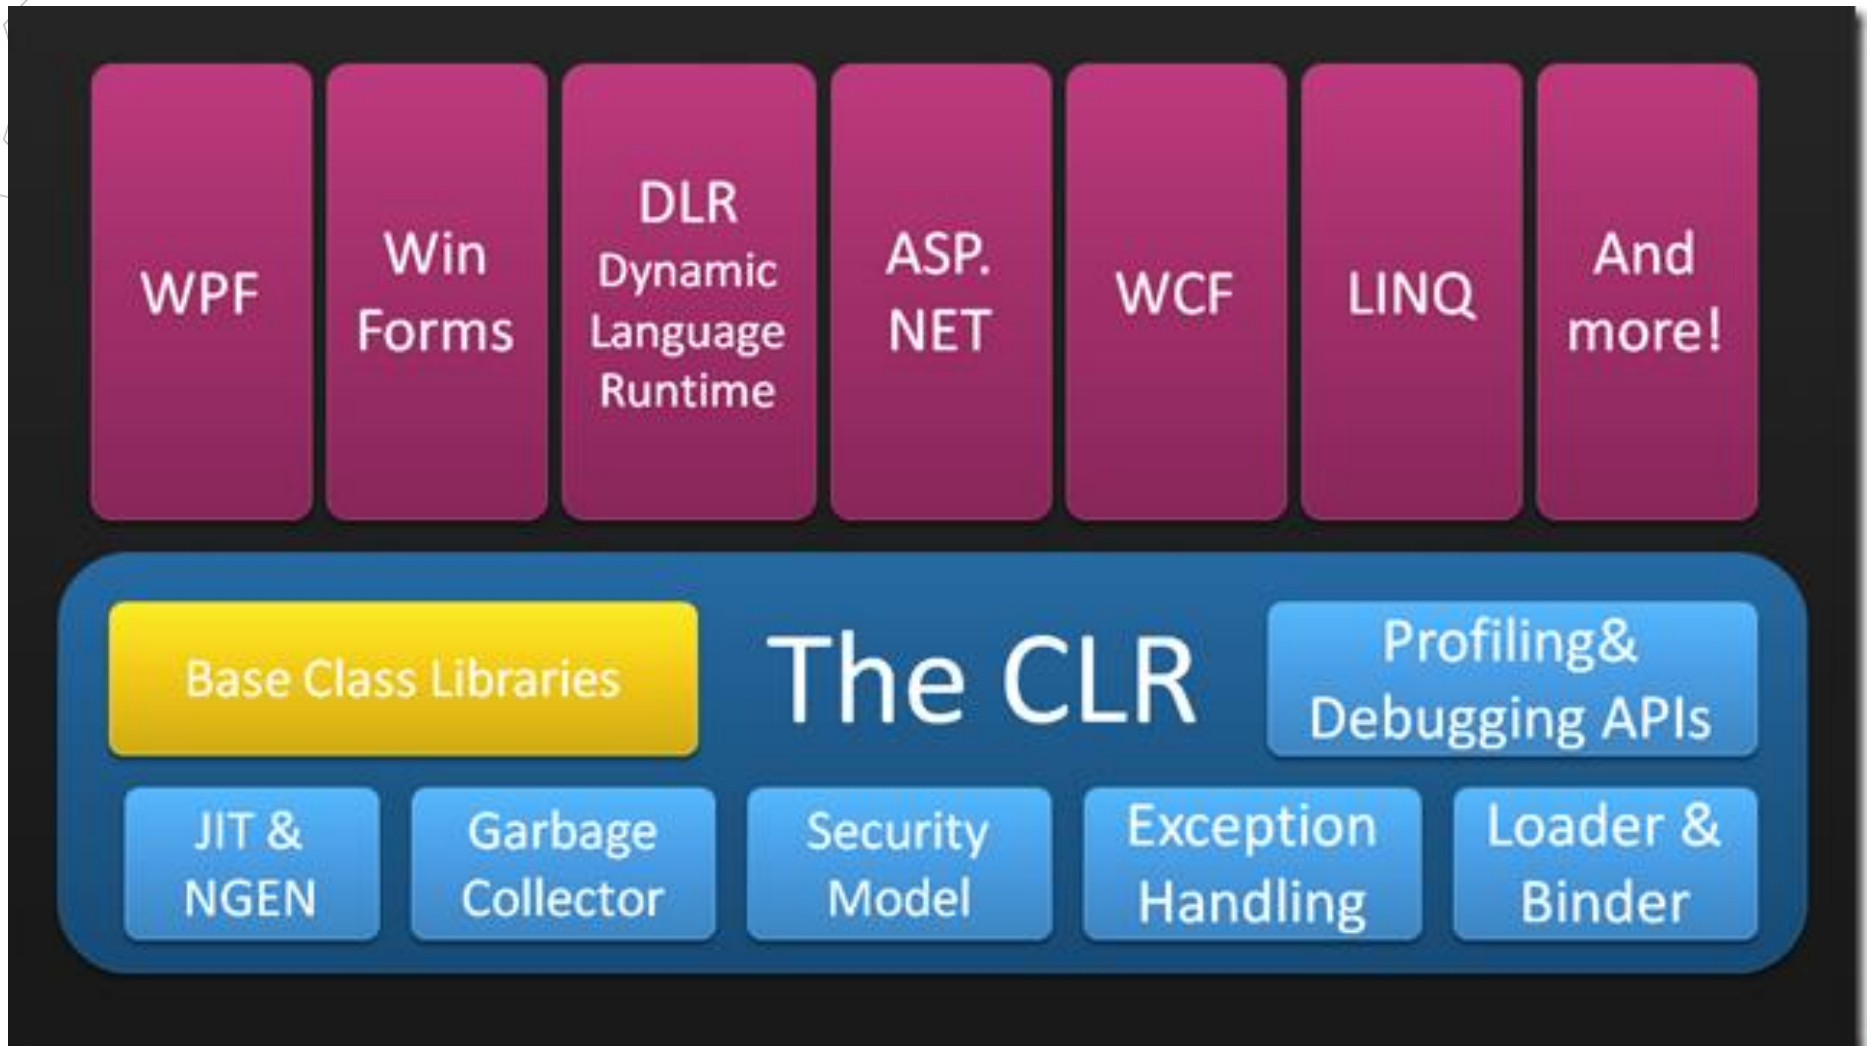 WPF
Win
Forms
DLR
Dynamic
Language
Runtime
ASP.
NET
WCF
LINQ
And
more!
Base Class Libraries
The CLR
Profiling&
Debugging APIs
JIT &
NGEN
Garbage
Collector
Security
Model
Exception
Handling
Loader &
Binder